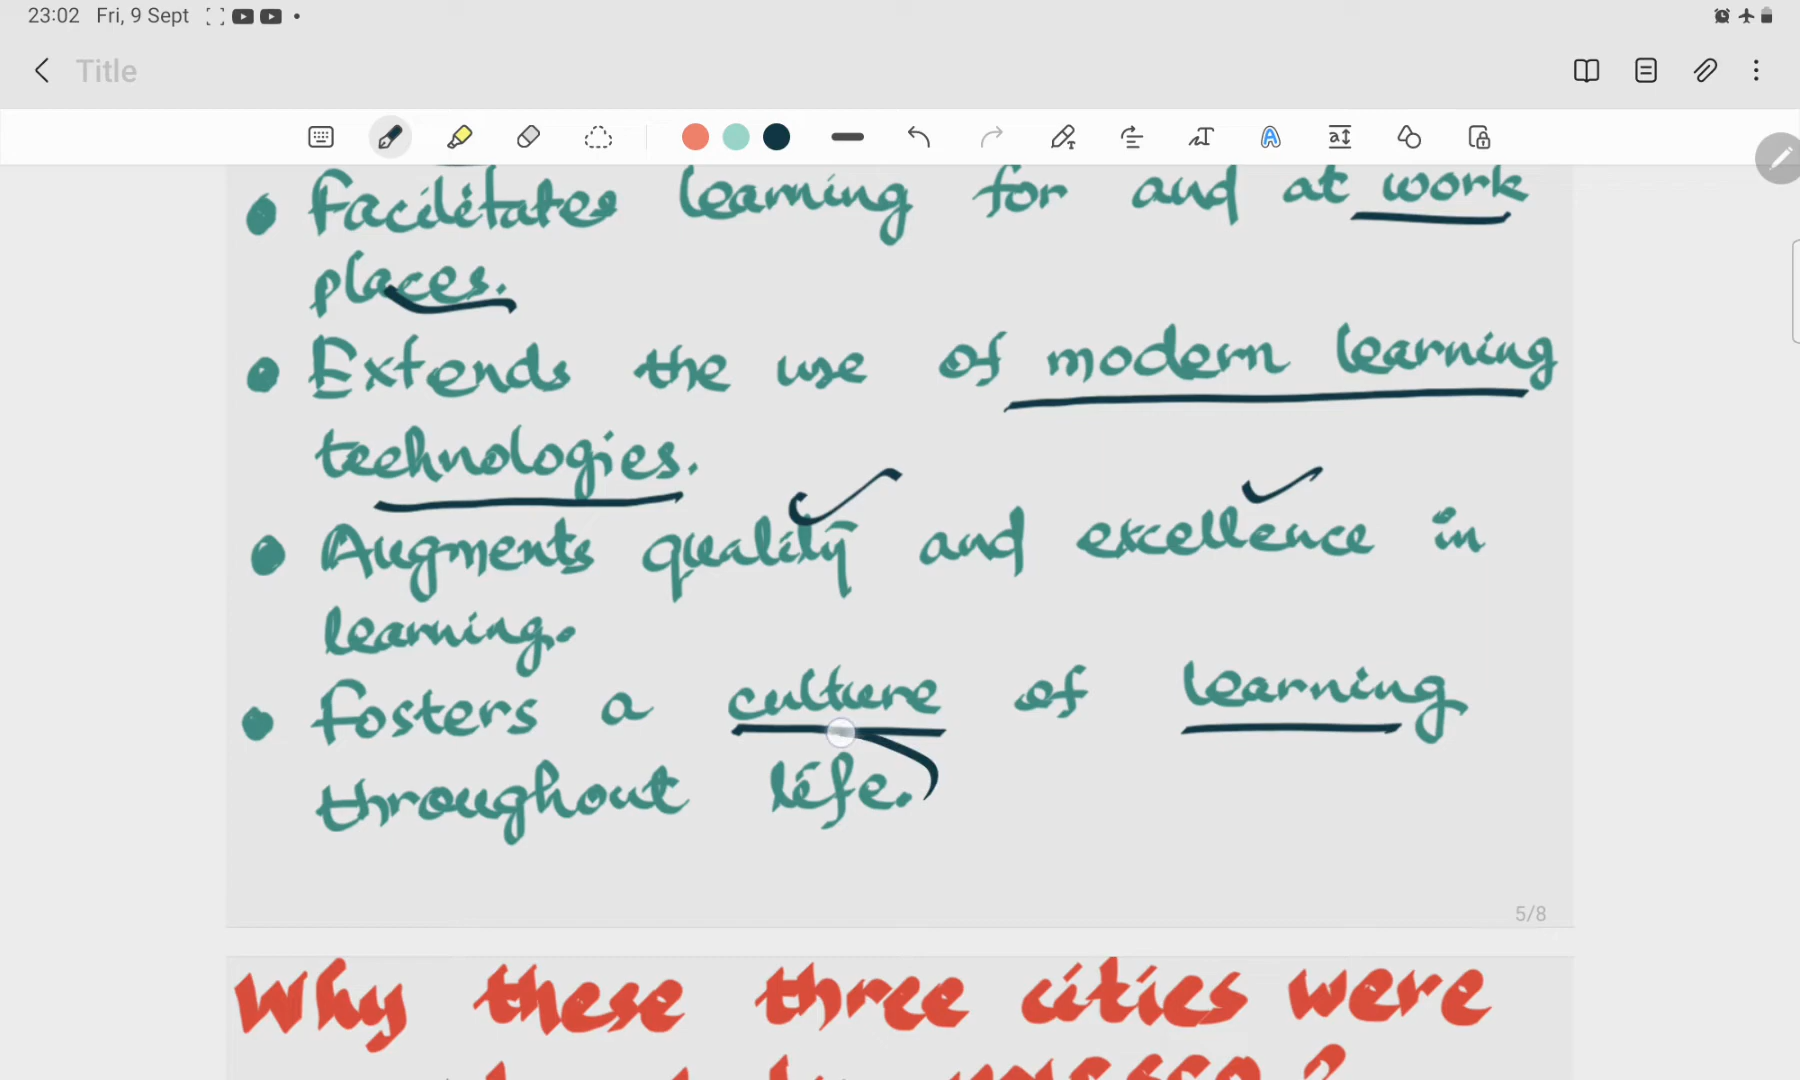 23:02 Fri, 9 Sept
Title
• Facilitates learning for and at work
places.
• Extends the use of modern learning
technologies.
• Augments quality and excellence in
learning.
• Fosters a culture of learning
throughout life.
5/8
Why these three cities were